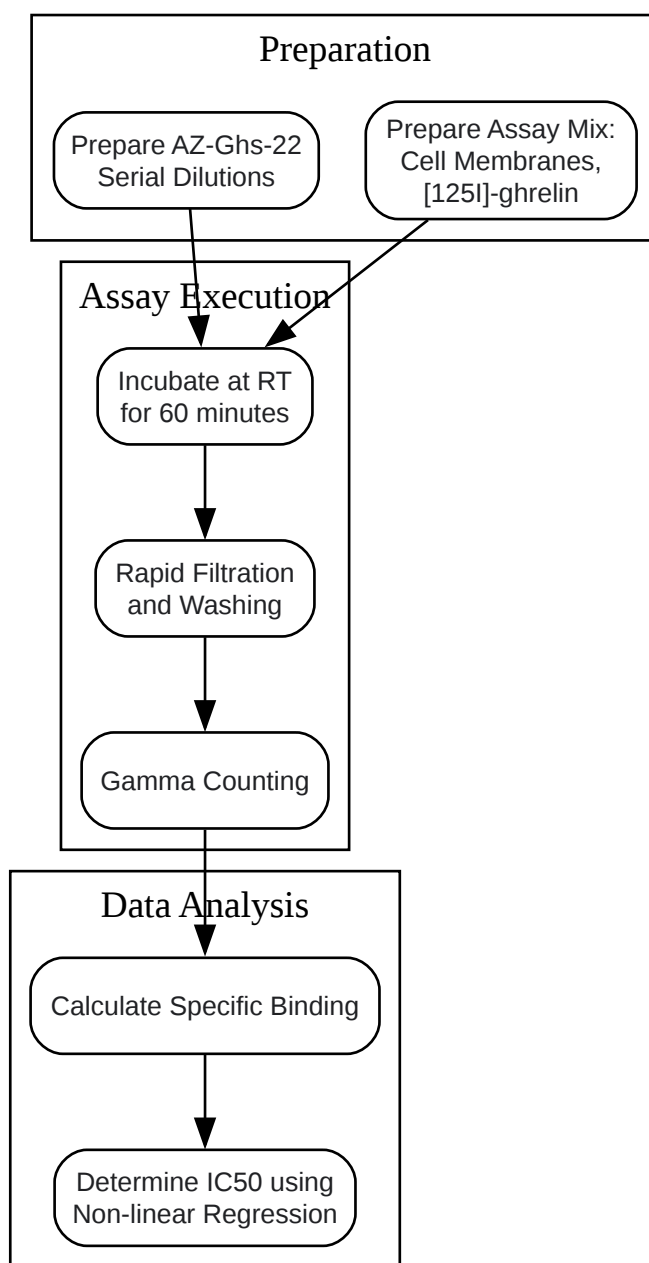 Preparation
Prepare AZ-Ghs-22
Serial Dilutions
Prepare Assay Mix:
Cell Membranes,
[125I]-ghrelin
Assay Execution
Incubate at RT
for 60 minutes
Rapid Filtration
and Washing
Gamma Counting
Data Analysis
Calculate Specific Binding
Determine IC50 using
Non-linear Regression